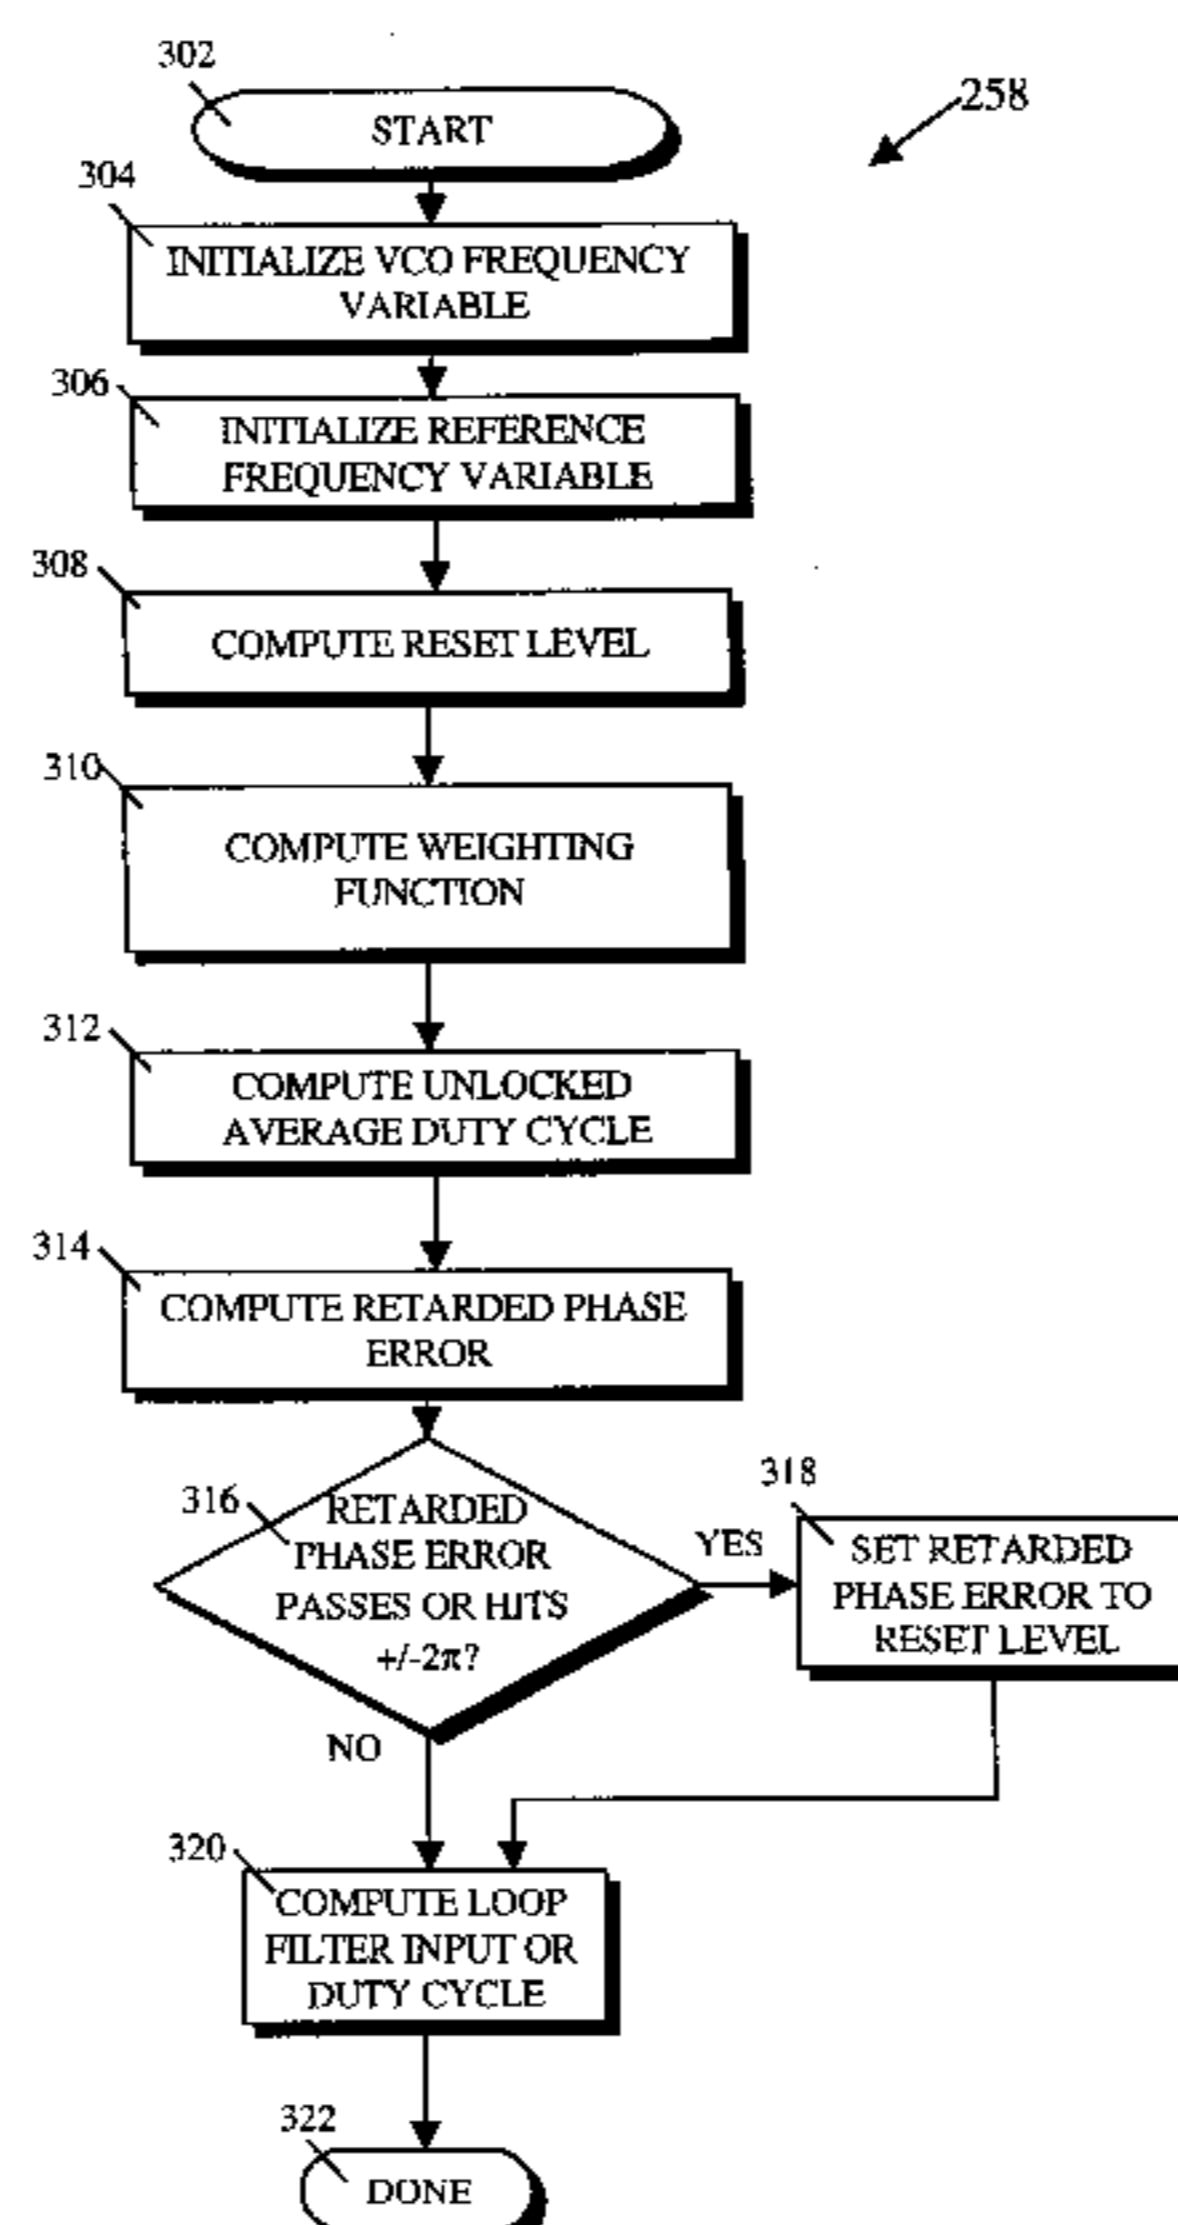 302
START
258
304
INITIALIZE VCO FREQUENCY
VARIABLE
306
INITIALIZE REFERENCE
FREQUENCY VARIABLE
308
COMPUTE RESET LEVEL
310
COMPUTE WEIGHTING
FUNCTION
312
COMPUTE UNLOCKED
AVERAGE DUTY CYCLE
314
COMPUTE RETARDED PHASE
ERROR
316
RETARDED
PHASE ERROR
PASSES OR HITS
+/-2π?
YES
318
SET RETARDED
PHASE ERROR TO
RESET LEVEL
NO
320
COMPUTE LOOP
FILTER INPUT OR
DUTY CYCLE
322
DONE